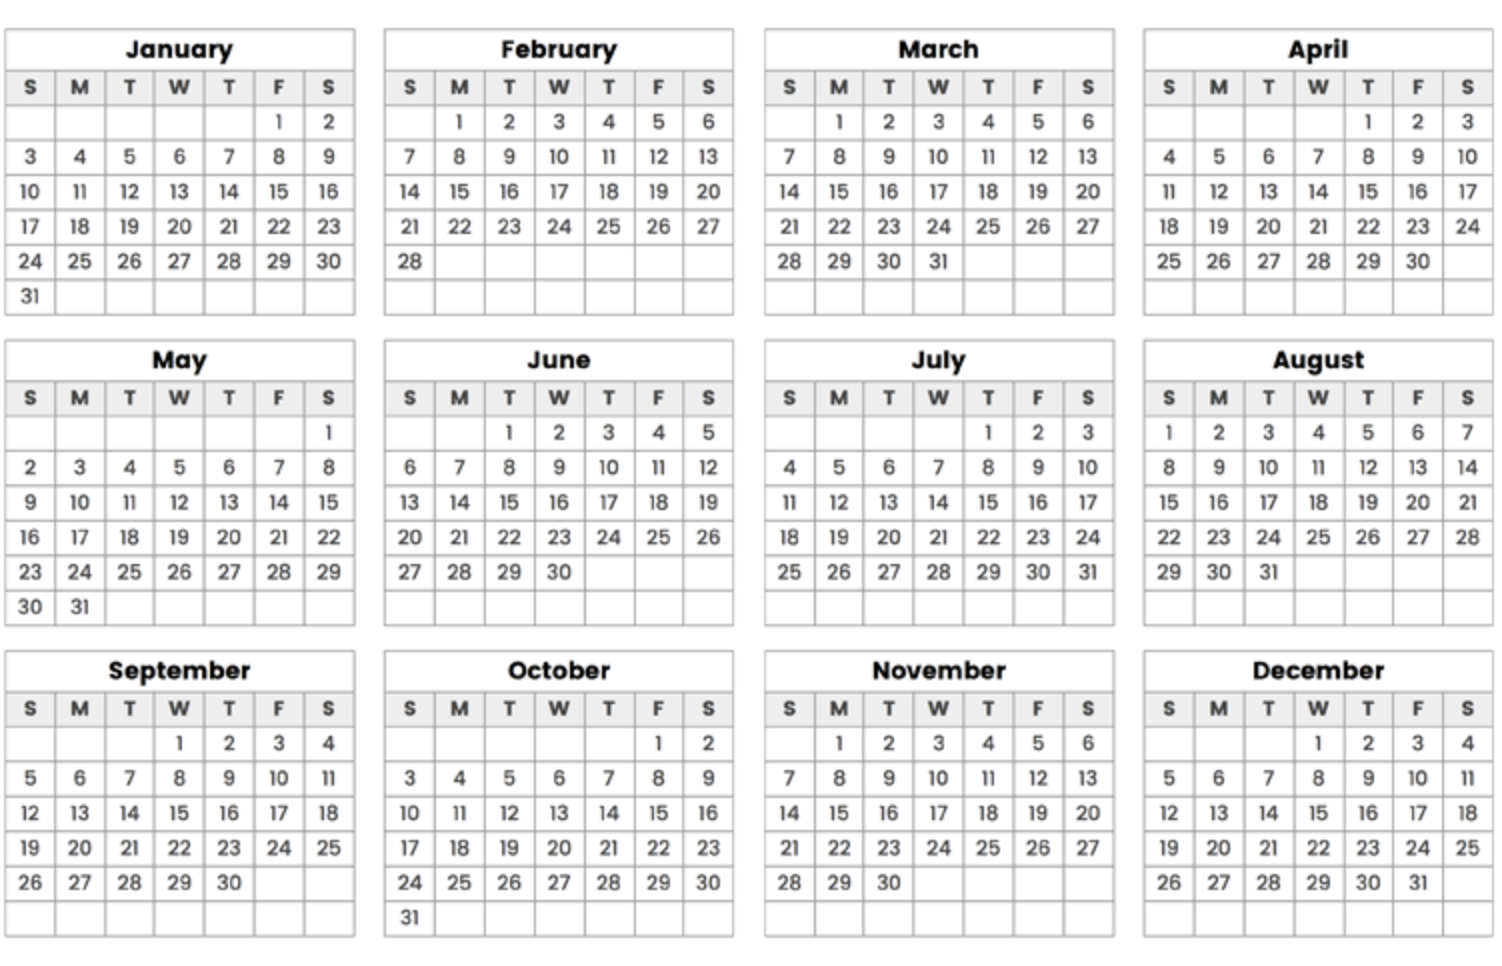 January February March April
S M T W T F S S M T W T F S S M T W T F S S M T W T F S
1 2 1 2 3 4 5 6 1 2 3 4 5 6 1 2 3
3 4 5 6 7 8 9 7 8 9 10 11 12 13 7 8 9 10 11 12 13 4 5 6 7 8 9 10
10 11 12 13 14 15 16 14 15 16 17 18 19 20 14 15 16 17 18 19 20 11 12 13 14 15 16 17
17 18 19 20 21 22 23 21 22 23 24 25 26 27 21 22 23 24 25 26 27 18 19 20 21 22 23 24
24 25 26 27 28 29 30 28 28 29 30 31 25 26 27 28 29 30
31
May June July August
S M T W T F S S M T W T F S S M T W T F S S M T W T F S
1 1 2 3 4 5 1 2 3 1 2 3 4 5 6 7
2 3 4 5 6 7 8 6 7 8 9 10 11 12 4 5 6 7 8 9 10 8 9 10 11 12 13 14
9 10 11 12 13 14 15 13 14 15 16 17 18 19 11 12 13 14 15 16 17 15 16 17 18 19 20 21
16 17 18 19 20 21 22 20 21 22 23 24 25 26 18 19 20 21 22 23 24 22 23 24 25 26 27 28
23 24 25 26 27 28 29 27 28 29 30 25 26 27 28 29 30 31 29 30 31
30 31
September October November December
S M T W T F S S M T W T F S S M T W T F S S M T W T F S
1 2 3 4 1 2 1 2 3 4 5 6 1 2 3 4
5 6 7 8 9 10 11 3 4 5 6 7 8 9 7 8 9 10 11 12 13 5 6 7 8 9 10 11
12 13 14 15 16 17 18 10 11 12 13 14 15 16 14 15 16 17 18 19 20 12 13 14 15 16 17 18
19 20 21 22 23 24 25 17 18 19 20 21 22 23 21 22 23 24 25 26 27 19 20 21 22 23 24 25
26 27 28 29 30 24 25 26 27 28 29 30 28 29 30 26 27 28 29 30 31
31